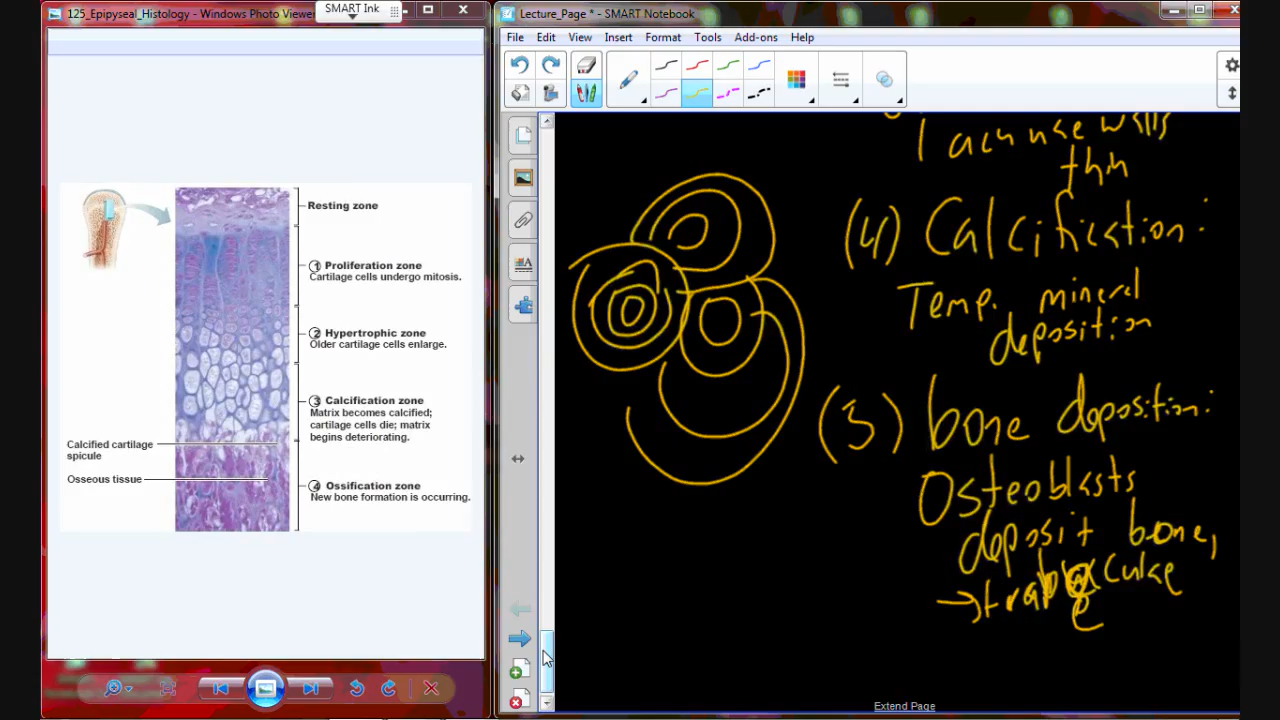 125_Epipyseal_Histology - Windows Photo Viewer
SMART Ink
Resting zone
1 Proliferation zone
Cartilage cells undergo mitosis.
2 Hypertrophic zone
Older cartilage cells enlarge.
3 Calcification zone
Matrix becomes calcified;
cartilage cells die; matrix
begins deteriorating.
Calcified cartilage
spicule
Osseous tissue
4 Ossification zone
New bone formation is occurring.
Lecture_Page * - SMART Notebook
File Edit View Insert Format Tools Add-ons Help
walls
thin
(4) Calcification:
Temp. mineral
deposition
(5) bone deposition:
Osteoblasts
deposit bone,
→ trabeculae
Extend Page